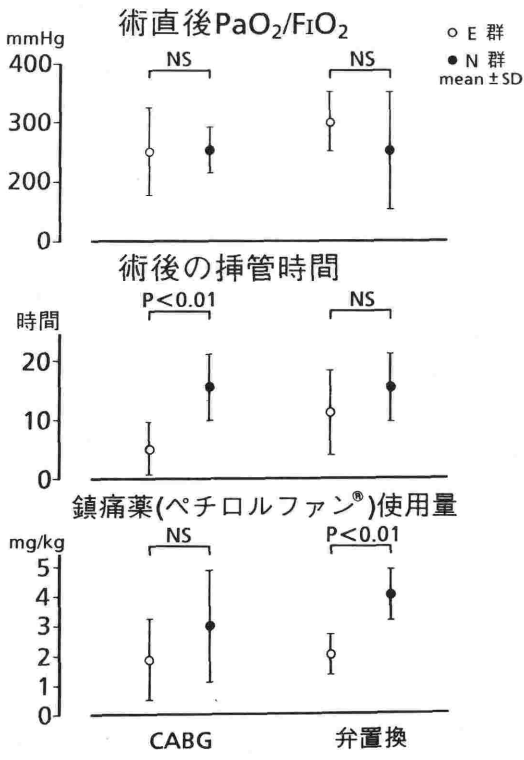 術直後PaO₂/FIO₂
○ E 群
● N 群
mean ± SD
mmHg
400
300
200
0
NS
NS
術後の挿管時間
時間
20
10
0
P<0.01
NS
鎮痛薬(ペチロルファン®)使用量
mg/kg
5
4
3
2
1
0
NS
P<0.01
CABG
弁置換